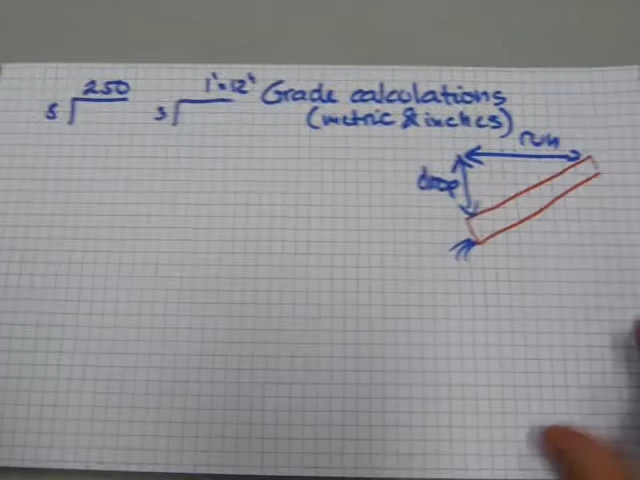 250
1'=12" Grade calculations
(metric & inches)
run
drop